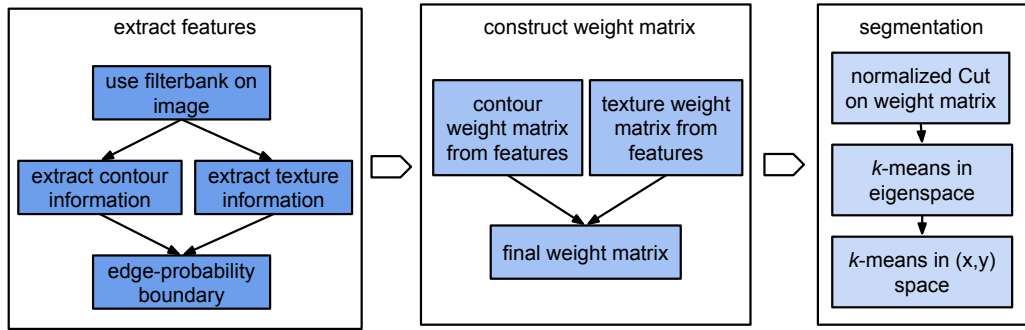 extract features
use filterbank on
image
extract contour
information
extract texture
information
edge-probability
boundary
construct weight matrix
contour
weight matrix
from features
texture weight
matrix from
features
final weight matrix
segmentation
normalized Cut
on weight matrix
k-means in
eigenspace
k-means in (x,y)
space